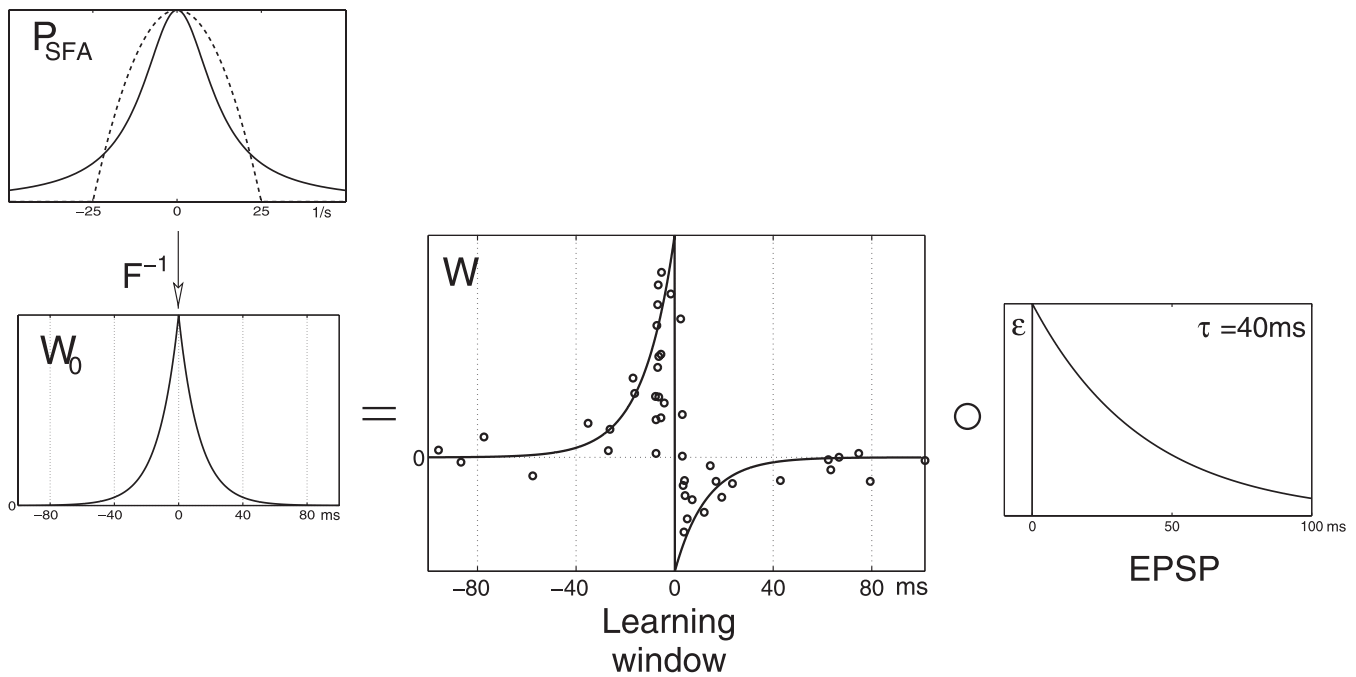 P_SFA
−25 0 25 1/s
F^−1
W_0
0
−80 −40 0 40 80 ms
=
W
0
−80 −40 0 40 80 ms
Learning
window
ε τ =40ms
0 50 100 ms
EPSP